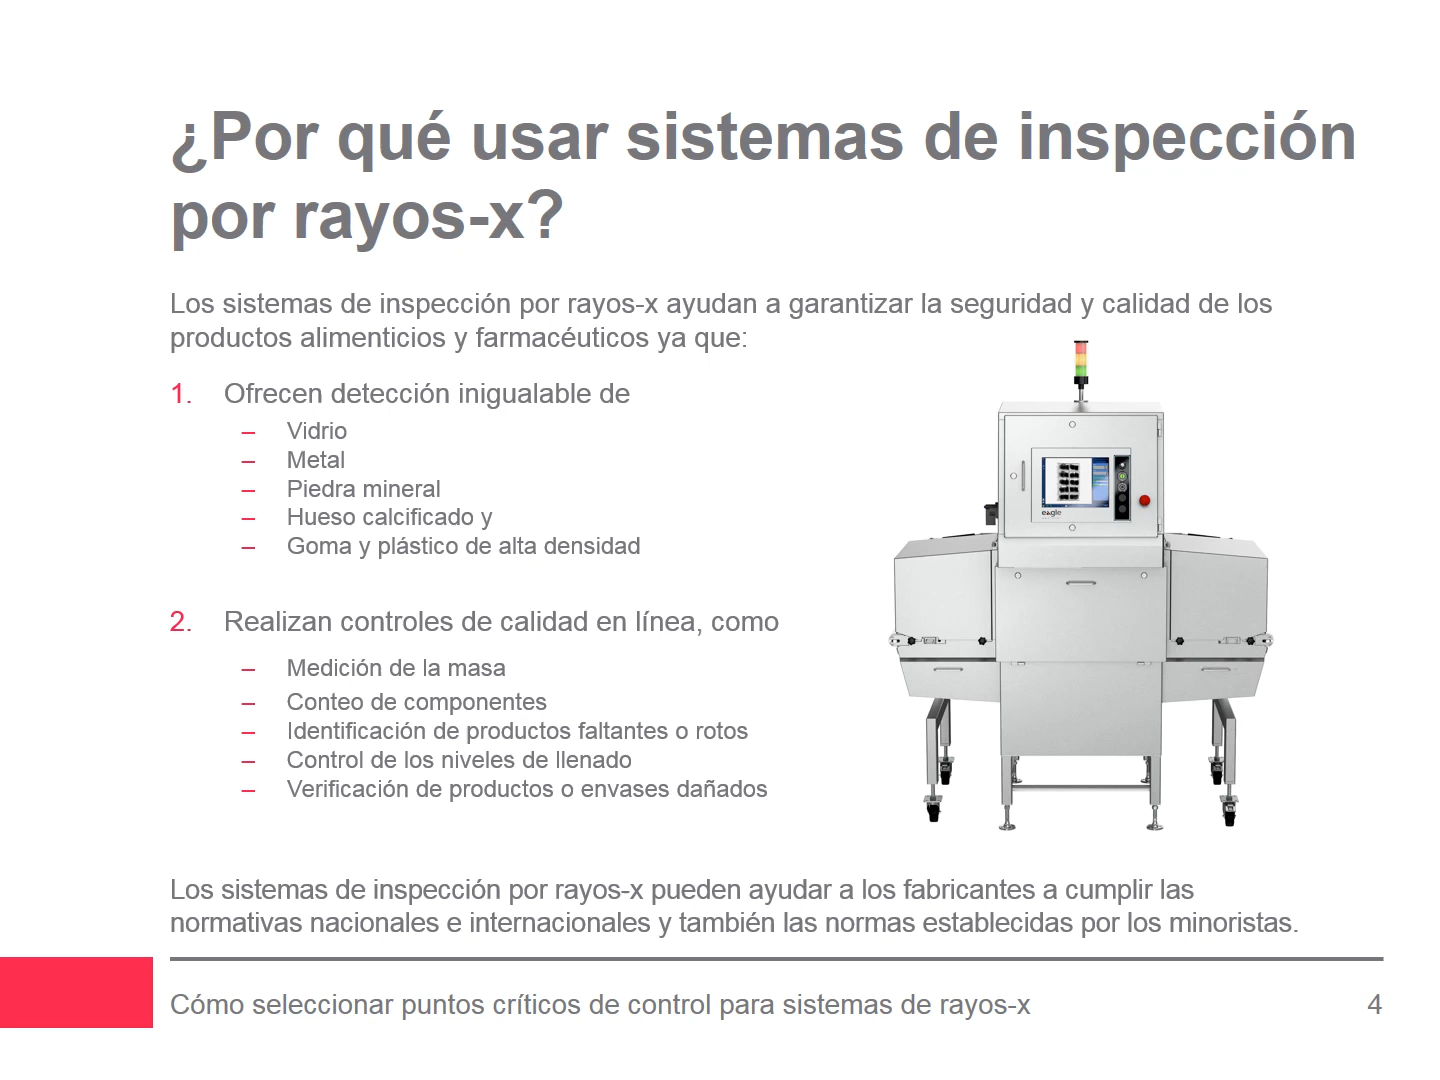 ¿Por qué usar sistemas de inspección
por rayos-x?
Los sistemas de inspección por rayos-x ayudan a garantizar la seguridad y calidad de los
productos alimenticios y farmacéuticos ya que:
1. Ofrecen detección inigualable de
– Vidrio
– Metal
– Piedra mineral
– Hueso calcificado y
– Goma y plástico de alta densidad
2. Realizan controles de calidad en línea, como
– Medición de la masa
– Conteo de componentes
– Identificación de productos faltantes o rotos
– Control de los niveles de llenado
– Verificación de productos o envases dañados
eagle
Los sistemas de inspección por rayos-x pueden ayudar a los fabricantes a cumplir las
normativas nacionales e internacionales y también las normas establecidas por los minoristas.
Cómo seleccionar puntos críticos de control para sistemas de rayos-x
4